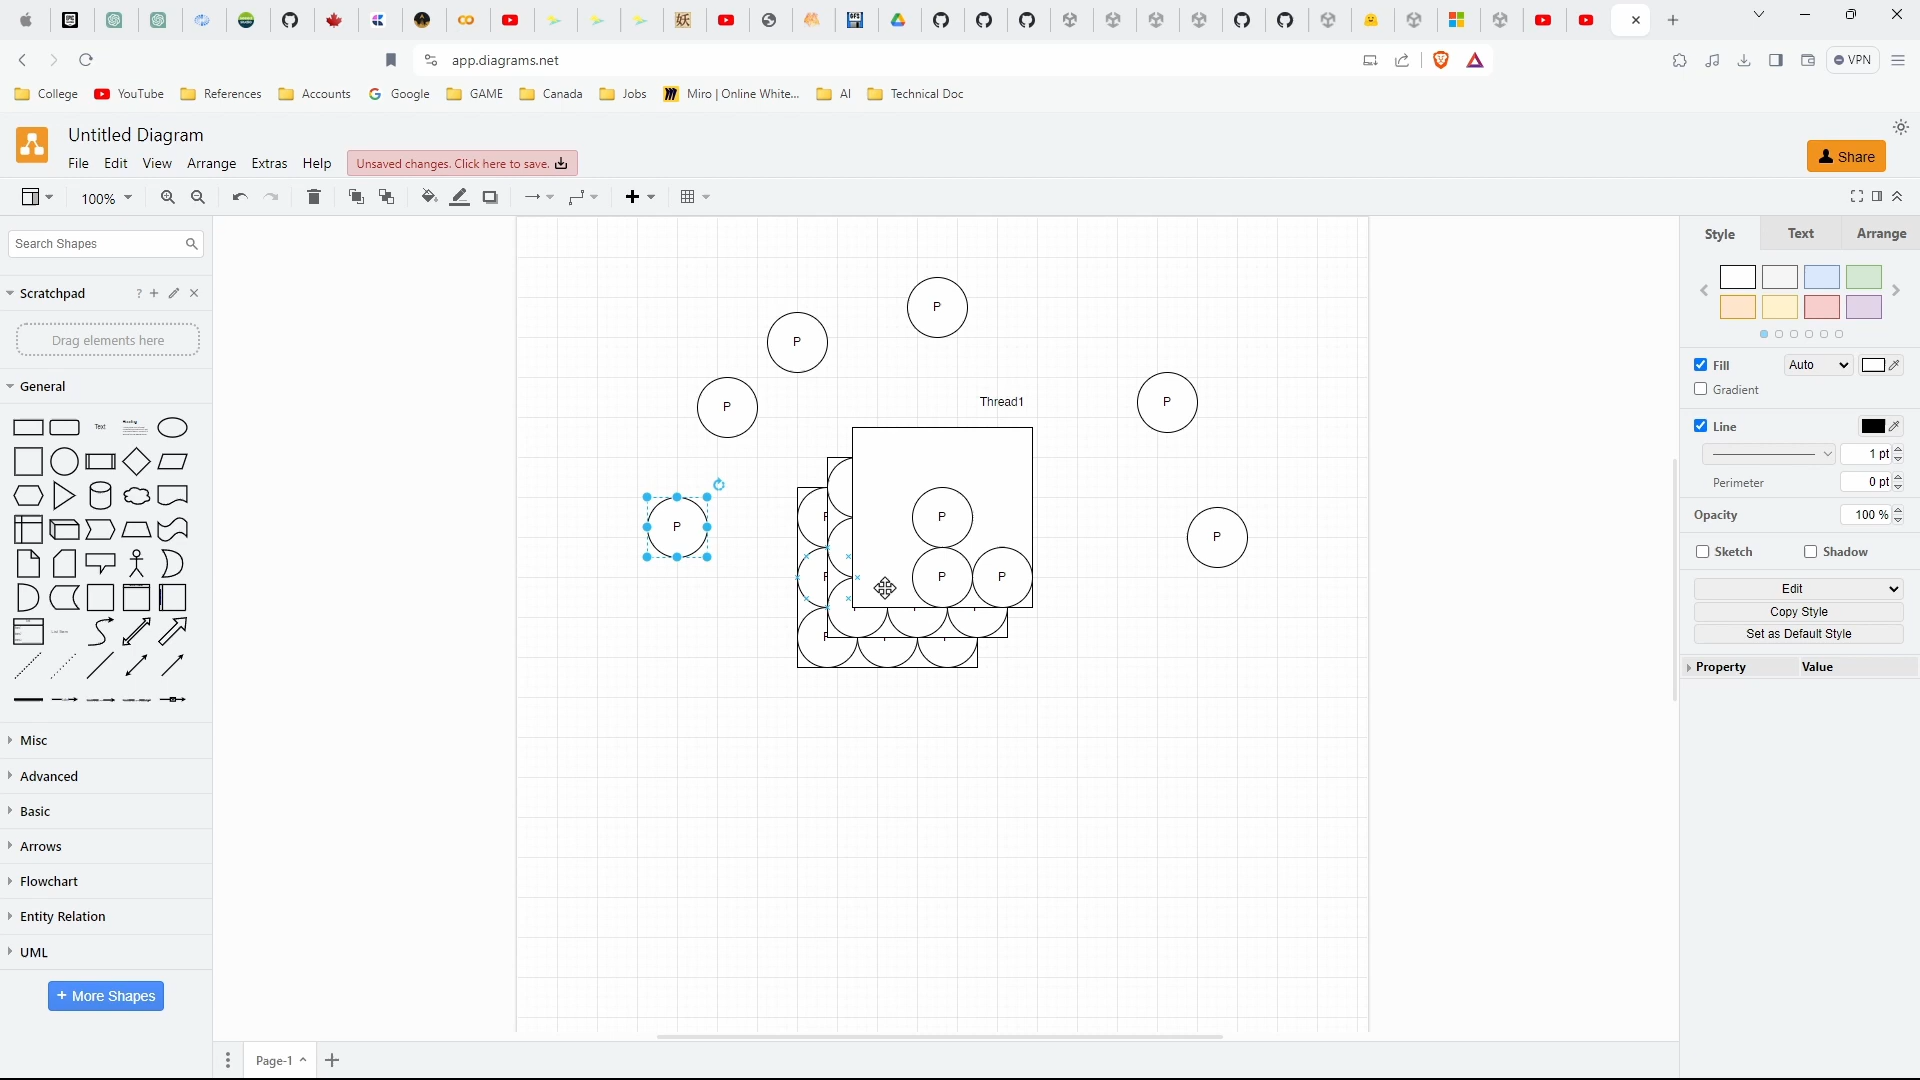 app.diagrams.net
VPN
College
YouTube
References
Accounts
Google
GAME
Canada
Jobs
Miro | Online White...
AI
Technical Doc
Untitled Diagram
File Edit View Arrange Extras Help
Unsaved changes. Click here to save.
Share
100%
Search Shapes
Scratchpad
?
Drag elements here
General
Text
Heading
List Item
Misc
Advanced
Basic
Arrows
Flowchart
Entity Relation
UML
+ More Shapes
P
P
P
Thread1
P
P
P
P
P
P
P
P
P
P
Page-1
Style Text Arrange
Fill Auto
Gradient
Line
1 pt
Perimeter 0 pt
Opacity 100 %
Sketch Shadow
Edit
Copy Style
Set as Default Style
Property Value